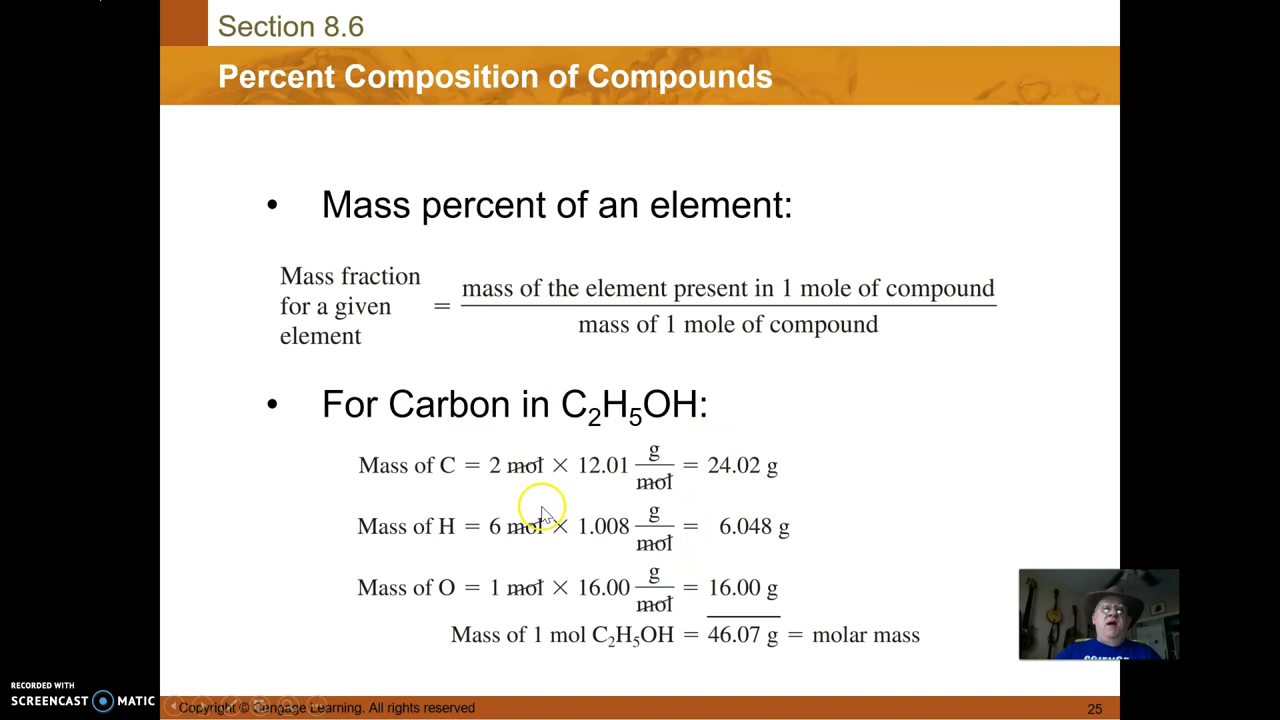 Section 8.6
Percent Composition of Compounds
• Mass percent of an element:
Mass fraction for a given element = mass of the element present in 1 mole of compound / mass of 1 mole of compound
• For Carbon in C₂H₅OH:
Mass of C = 2 mol × 12.01 g/mol = 24.02 g
Mass of H = 6 mol × 1.008 g/mol = 6.048 g
Mass of O = 1 mol × 16.00 g/mol = 16.00 g
Mass of 1 mol C₂H₅OH = 46.07 g = molar mass
SCIENCE
RECORDED WITH
SCREENCAST MATIC
Copyright © Cengage Learning. All rights reserved
25